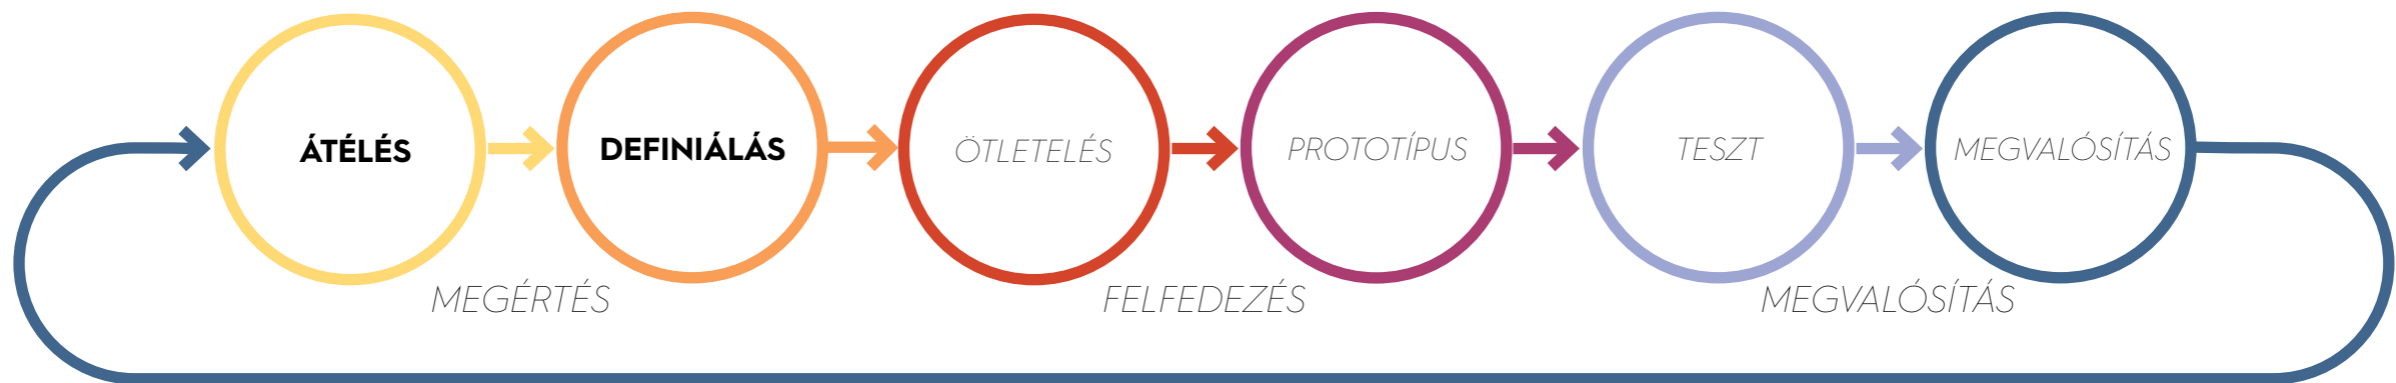 ÁTÉLÉS
DEFINIÁLÁS
ÖTLETELÉS
PROTOTÍPUS
TESZT
MEGVALÓSÍTÁS
MEGÉRTÉS
FELFEDEZÉS
MEGVALÓSÍTÁS